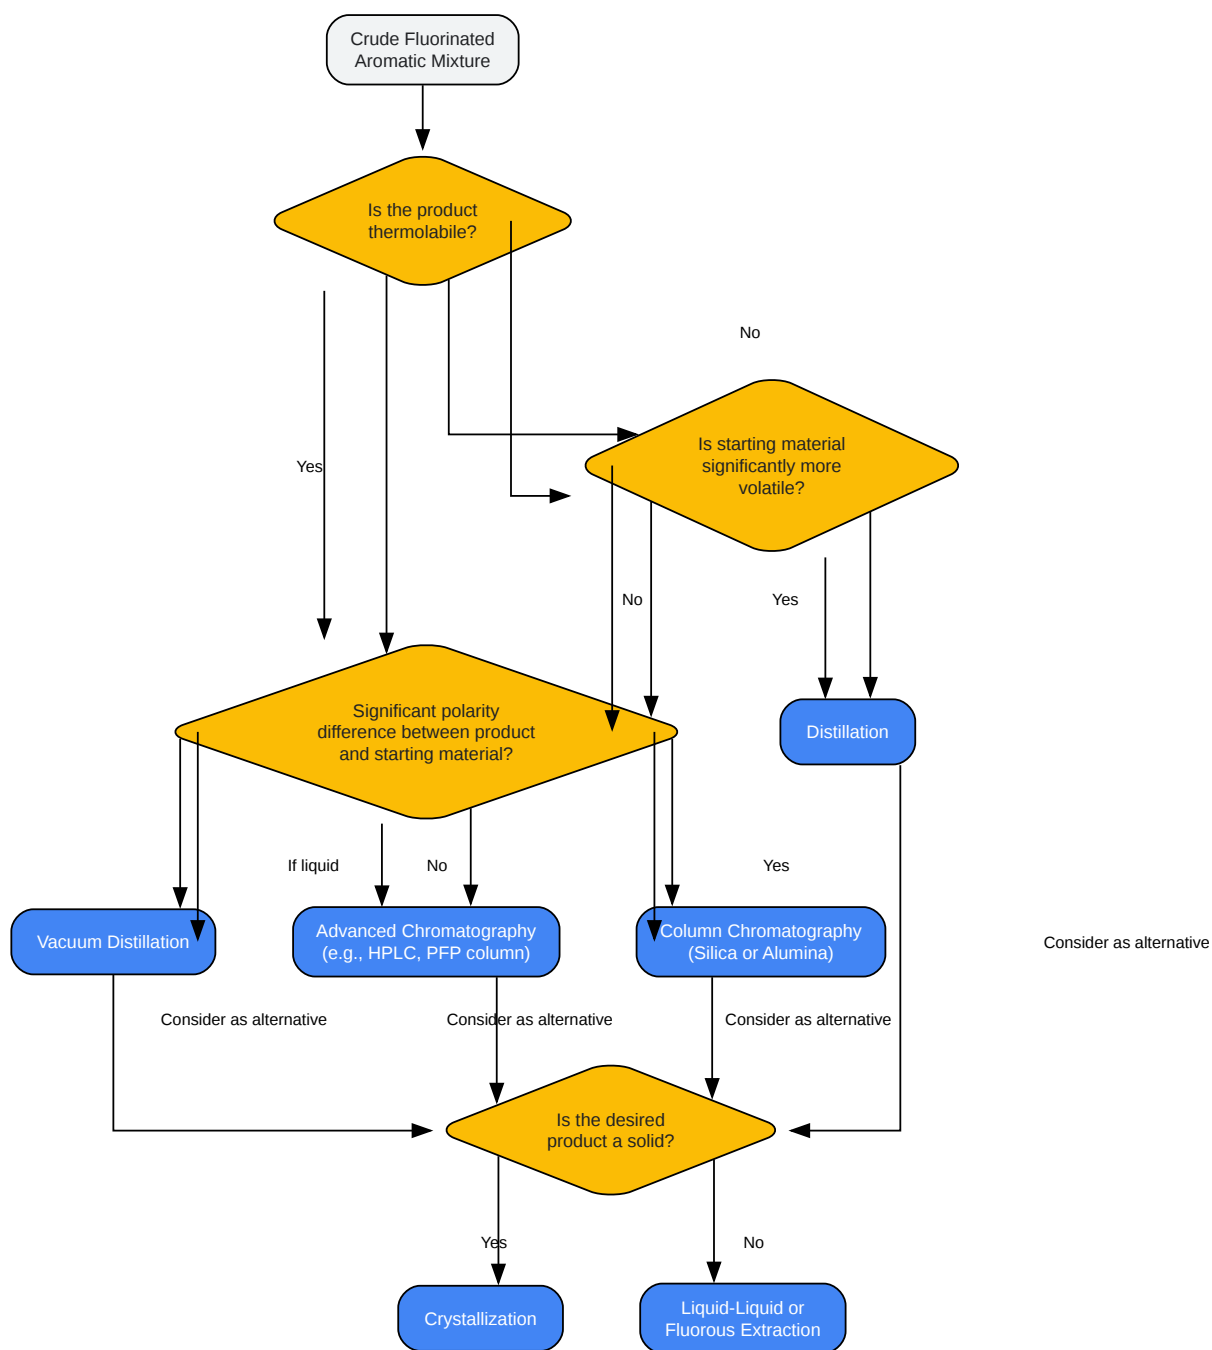 Crude Fluorinated
Aromatic Mixture
Is the product
thermolabile?
No
Is starting material
significantly more
volatile?
Yes
No
Yes
Significant polarity
difference between product
and starting material?
Distillation
If liquid
No
Yes
Vacuum Distillation
Advanced Chromatography
(e.g., HPLC, PFP column)
Column Chromatography
(Silica or Alumina)
Consider as alternative
Consider as alternative
Consider as alternative
Consider as alternative
Is the desired
product a solid?
Yes
No
Crystallization
Liquid-Liquid or
Fluorous Extraction